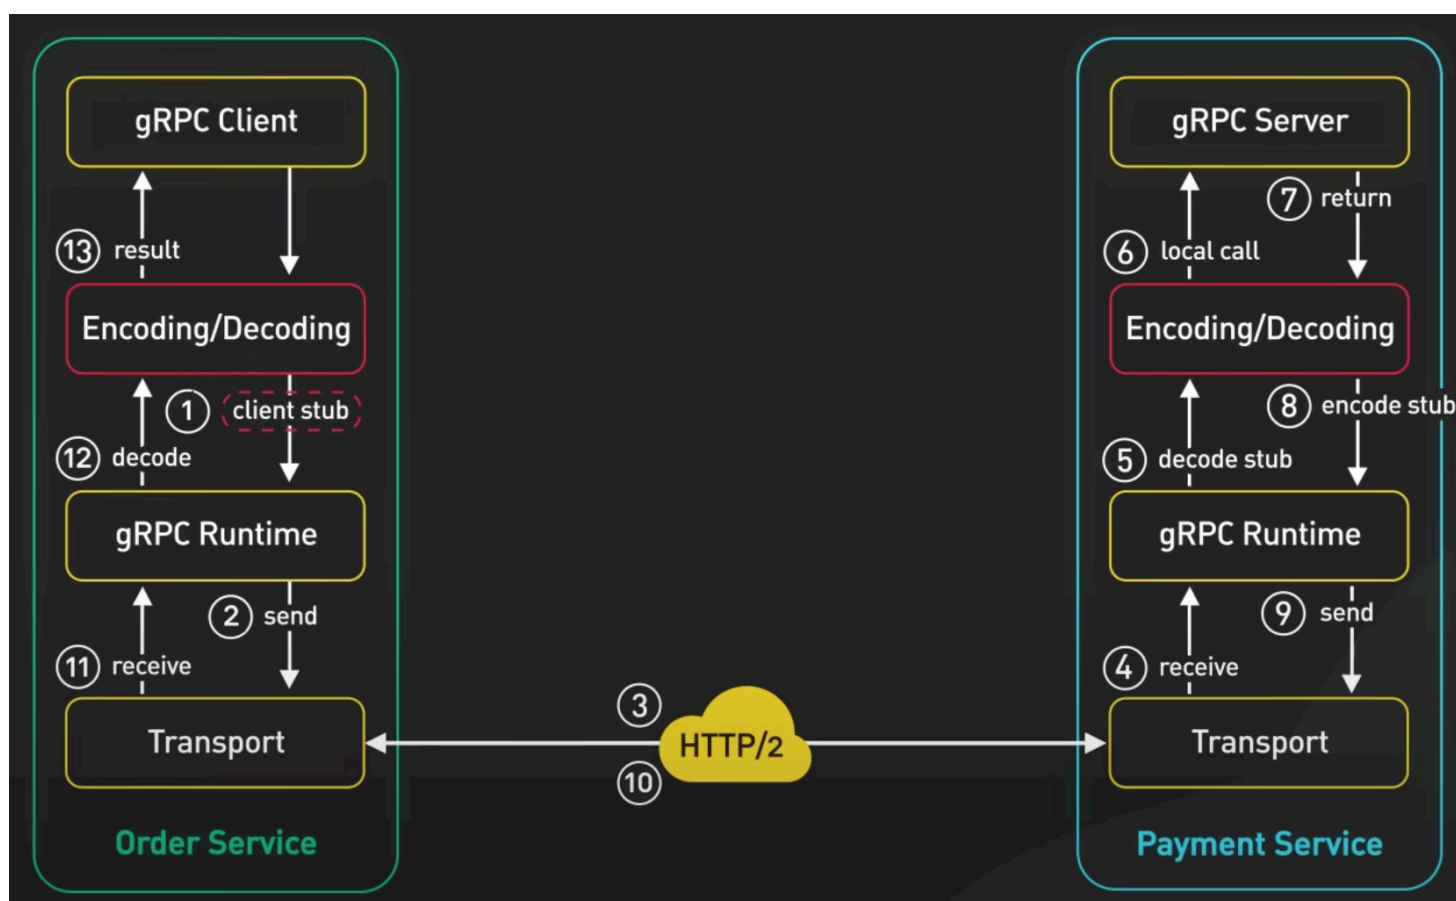 gRPC Client
13 result
Encoding/Decoding
1 client stub
12 decode
gRPC Runtime
2 send
11 receive
Transport
Order Service
3
HTTP/2
10
gRPC Server
7 return
6 local call
Encoding/Decoding
8 encode stub
5 decode stub
gRPC Runtime
9 send
4 receive
Transport
Payment Service